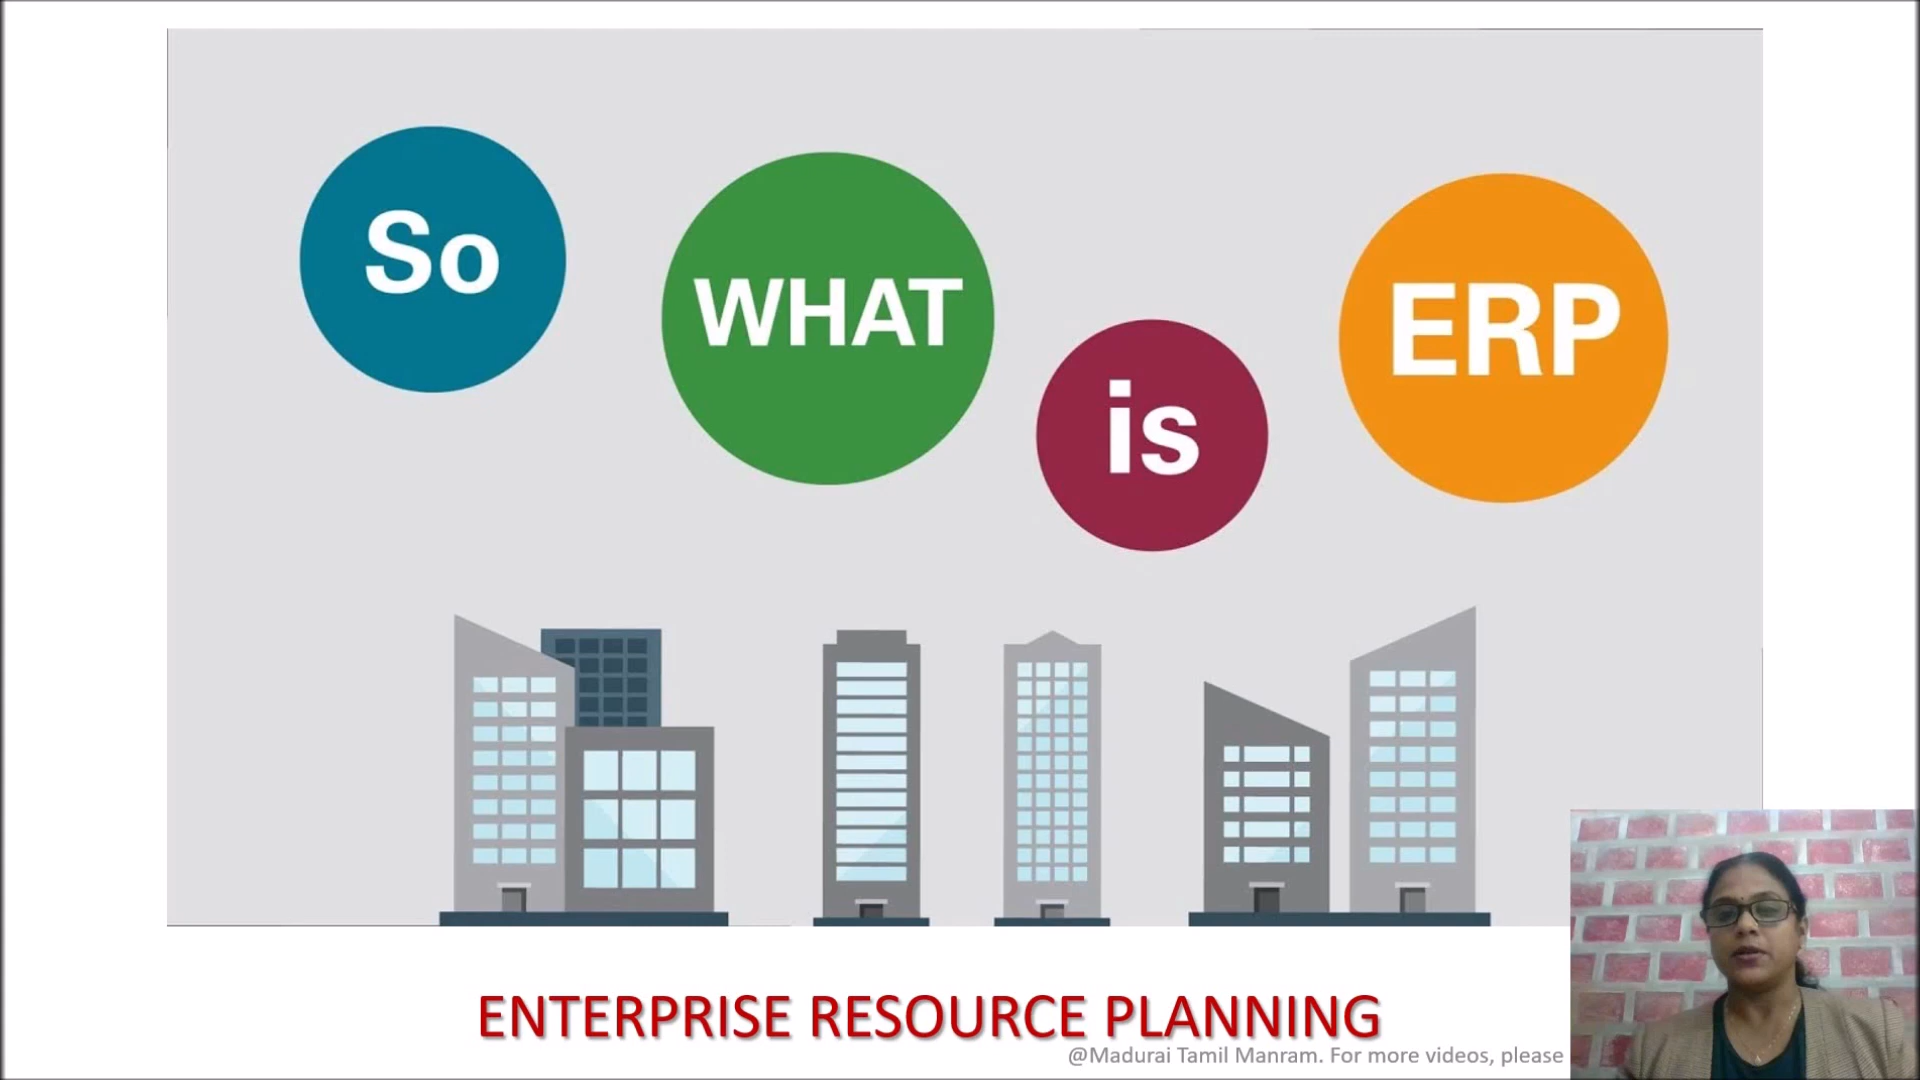 So
WHAT
is
ERP
ENTERPRISE RESOURCE PLANNING
@Madurai Tamil Manram. For more videos, please